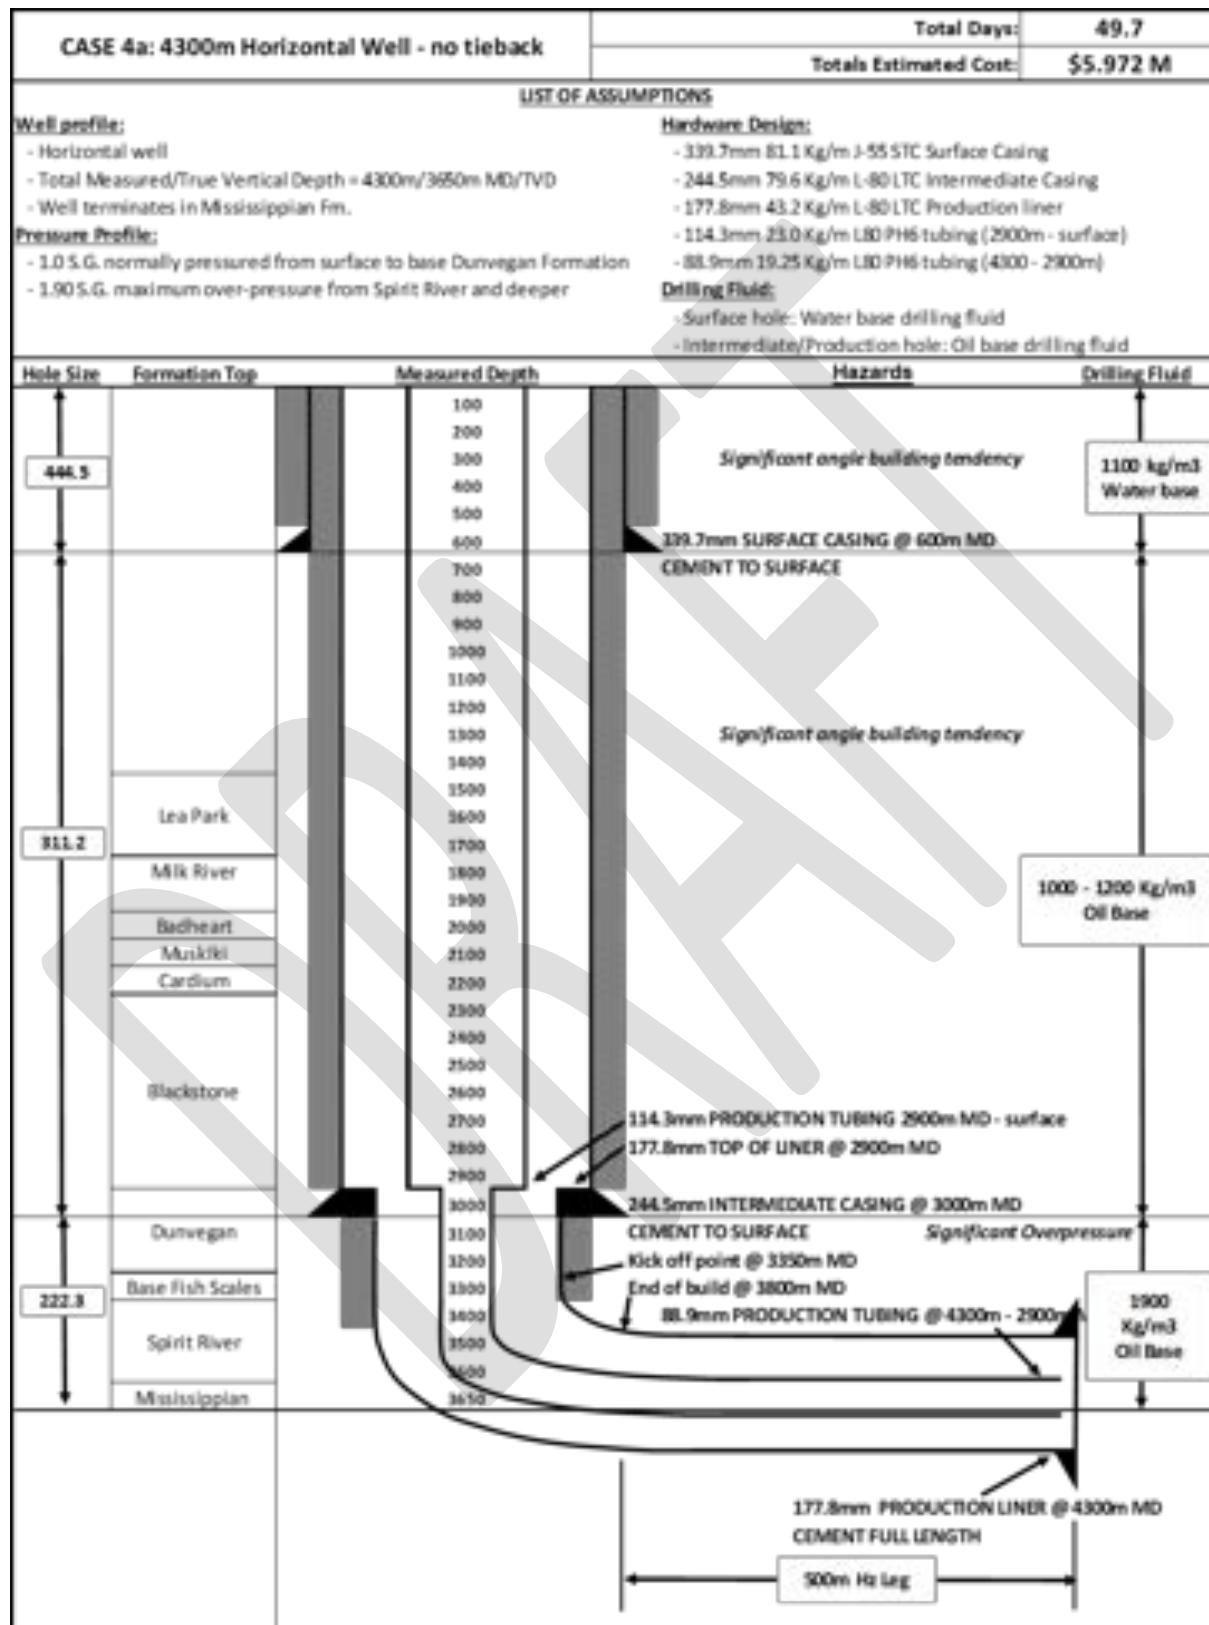 CASE 4a: 4300m Horizontal Well - no tieback
Total Days: 49.7
Totals Estimated Cost: $5.972 M
LIST OF ASSUMPTIONS
Well profile:
- Horizontal well
- Total Measured/True Vertical Depth = 4300m/3650m MD/TVD
- Well terminates in Mississippian Fm.
Pressure Profile:
- 1.0 S.G. normally pressured from surface to base Dunvegan Formation
- 1.90 S.G. maximum over-pressure from Spirit River and deeper
Hardware Design:
- 339.7mm 81.1 Kg/m J-55 STC Surface Casing
- 244.5mm 79.6 Kg/m L-80 LTC Intermediate Casing
- 177.8mm 43.2 Kg/m L-80 LTC Production liner
- 114.3mm 23.0 Kg/m L80 PH6 tubing (2900m - surface)
- 88.9mm 19.25 Kg/m L80 PH6 tubing (4300 - 2900m)
Drilling Fluid:
- Surface hole: Water base drilling fluid
- Intermediate/Production hole: Oil base drilling fluid
Hole Size Formation Top Measured Depth Hazards Drilling Fluid
444.5
311.2
222.3
Lea Park
Milk River
Badheart
Muskiki
Cardium
Blackstone
Dunvegan
Base Fish Scales
Spirit River
Mississippian
100
200
300
400
500
600
700
800
900
1000
1100
1200
1300
1400
1500
1600
1700
1800
1900
2000
2100
2200
2300
2400
2500
2600
2700
2800
2900
3000
3100
3200
3300
3400
3500
3600
3650
Significant angle building tendency
339.7mm SURFACE CASING @ 600m MD
CEMENT TO SURFACE
Significant angle building tendency
114.3mm PRODUCTION TUBING 2900m MD - surface
177.8mm TOP OF LINER @ 2900m MD
244.5mm INTERMEDIATE CASING @ 3000m MD
CEMENT TO SURFACE
Significant Overpressure
Kick off point @ 3350m MD
End of build @ 3800m MD
88.9mm PRODUCTION TUBING @ 4300m - 2900m
177.8mm PRODUCTION LINER @ 4300m MD
CEMENT FULL LENGTH
500m Hz Leg
1100 kg/m3
Water base
1000 - 1200 Kg/m3
Oil Base
1900
Kg/m3
Oil Base
DRAFT